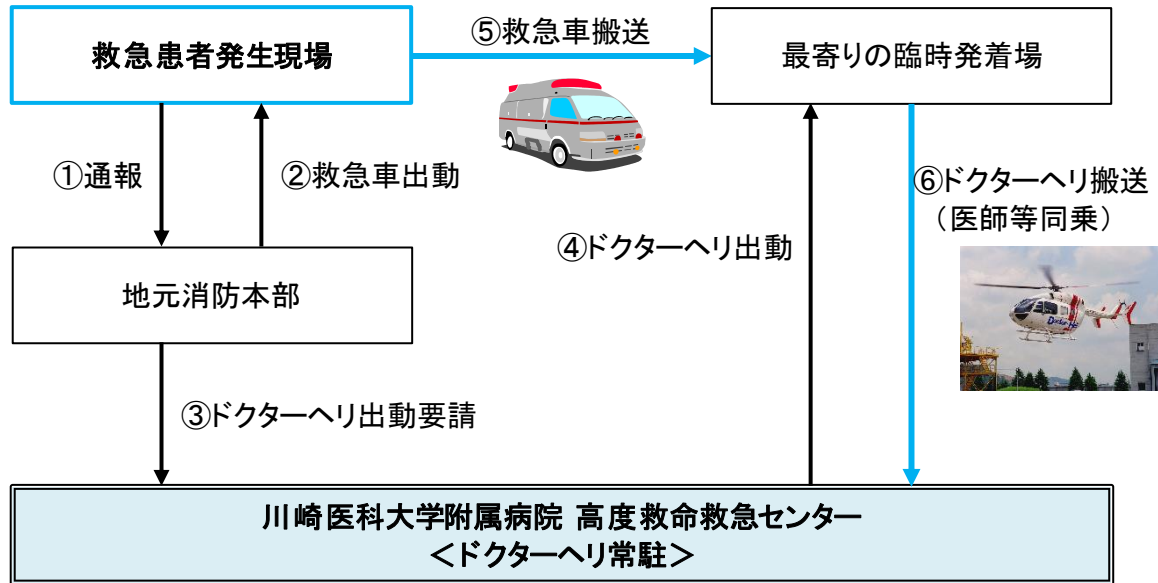 救急患者発生現場
⑤救急車搬送
最寄りの臨時発着場
①通報
②救急車出動
⑥ドクターヘリ搬送
（医師等同乗）
④ドクターヘリ出動
地元消防本部
③ドクターヘリ出動要請
川崎医科大学附属病院 高度救命救急センター
＜ドクターヘリ常駐＞